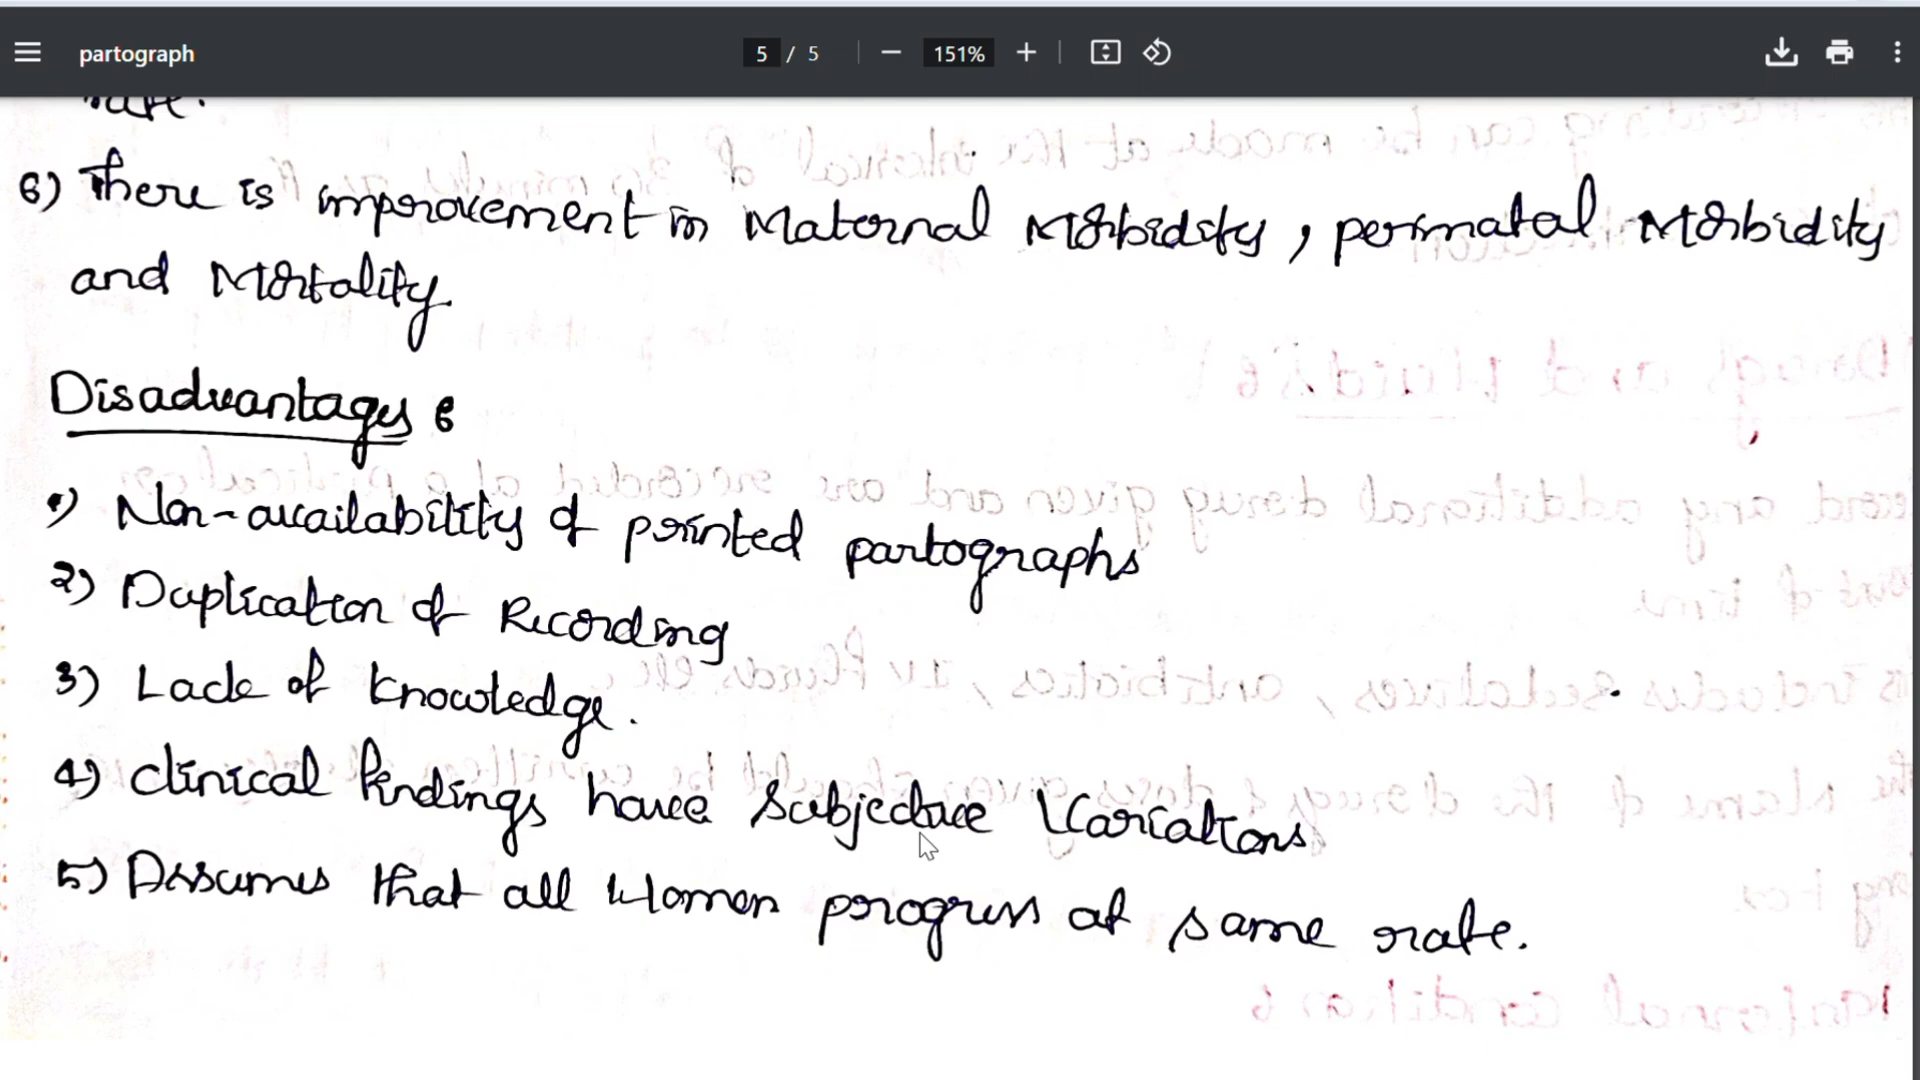 partograph
5 / 5
151%
rate.
6) There is improvement in Maternal Morbidity, perinatal Morbidity
and Mortality
Disadvantages :
1) Non-availability of printed partographs
2) Duplication of Recording
3) Lack of knowledge.
4) Clinical findings have subjective Variations
5) Assumes that all women progress at same rate.